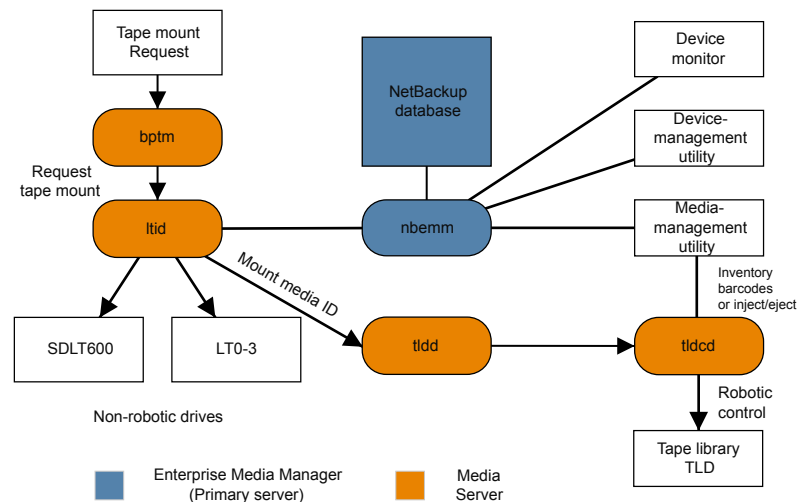 Tape mount
Request
NetBackup
database
Device
monitor
bptm
Device-
management
utility
Request
tape mount
ltid
nbemm
Media-
management
utility
Mount media ID
Inventory
barcodes
or inject/eject
SDLT600
LT0-3
tldd
tldcd
Non-robotic drives
Robotic
control
Tape library
TLD
Enterprise Media Manager
(Primary server)
Media
Server